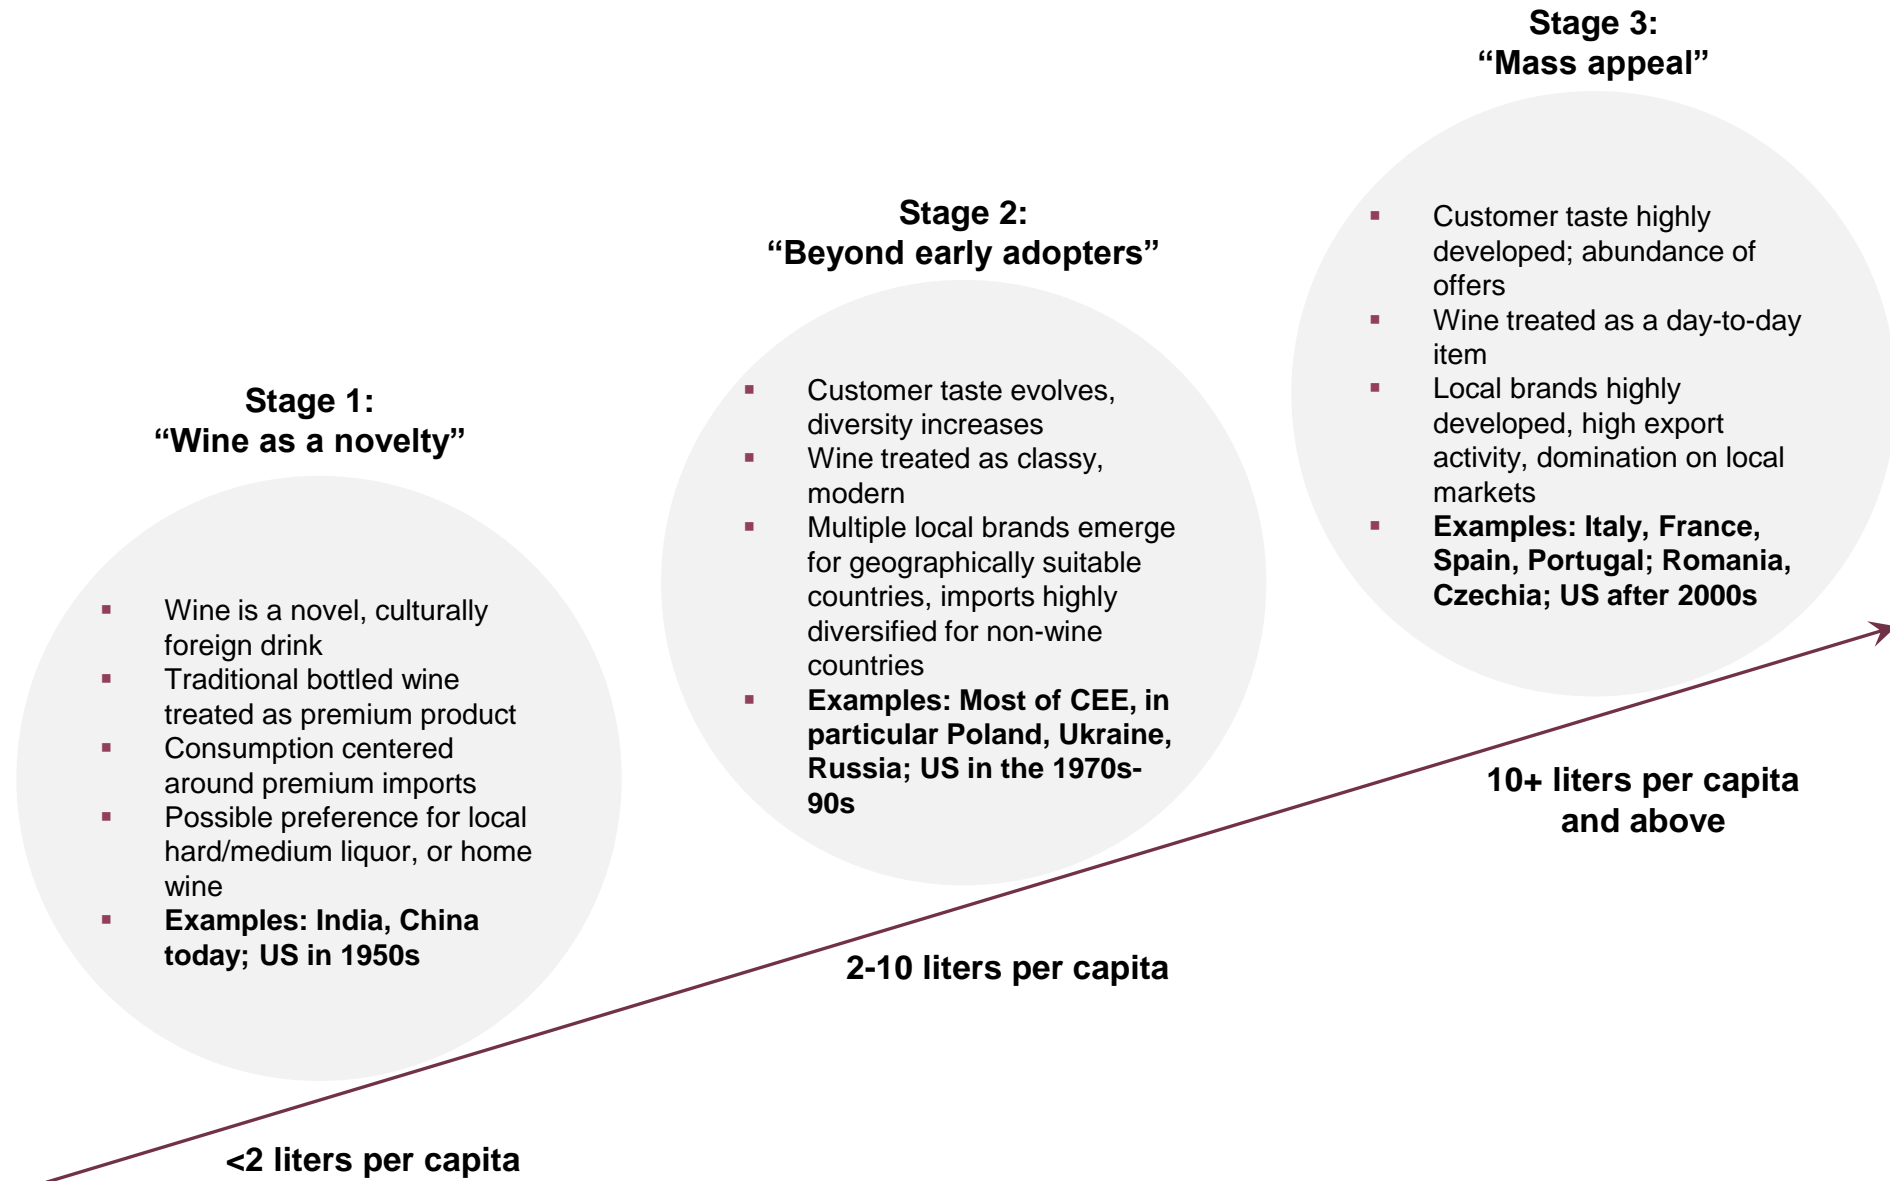 Stage 1:
“Wine as a novelty”
▪ Wine is a novel, culturally
foreign drink
▪ Traditional bottled wine
treated as premium product
▪ Consumption centered
around premium imports
▪ Possible preference for local
hard/medium liquor, or home
wine
▪ Examples: India, China
today; US in 1950s
<2 liters per capita
Stage 2:
“Beyond early adopters”
▪ Customer taste evolves,
diversity increases
▪ Wine treated as classy,
modern
▪ Multiple local brands emerge
for geographically suitable
countries, imports highly
diversified for non-wine
countries
▪ Examples: Most of CEE, in
particular Poland, Ukraine,
Russia; US in the 1970s-
90s
2-10 liters per capita
Stage 3:
“Mass appeal”
▪ Customer taste highly
developed; abundance of
offers
▪ Wine treated as a day-to-day
item
▪ Local brands highly
developed, high export
activity, domination on local
markets
▪ Examples: Italy, France,
Spain, Portugal; Romania,
Czechia; US after 2000s
10+ liters per capita
and above